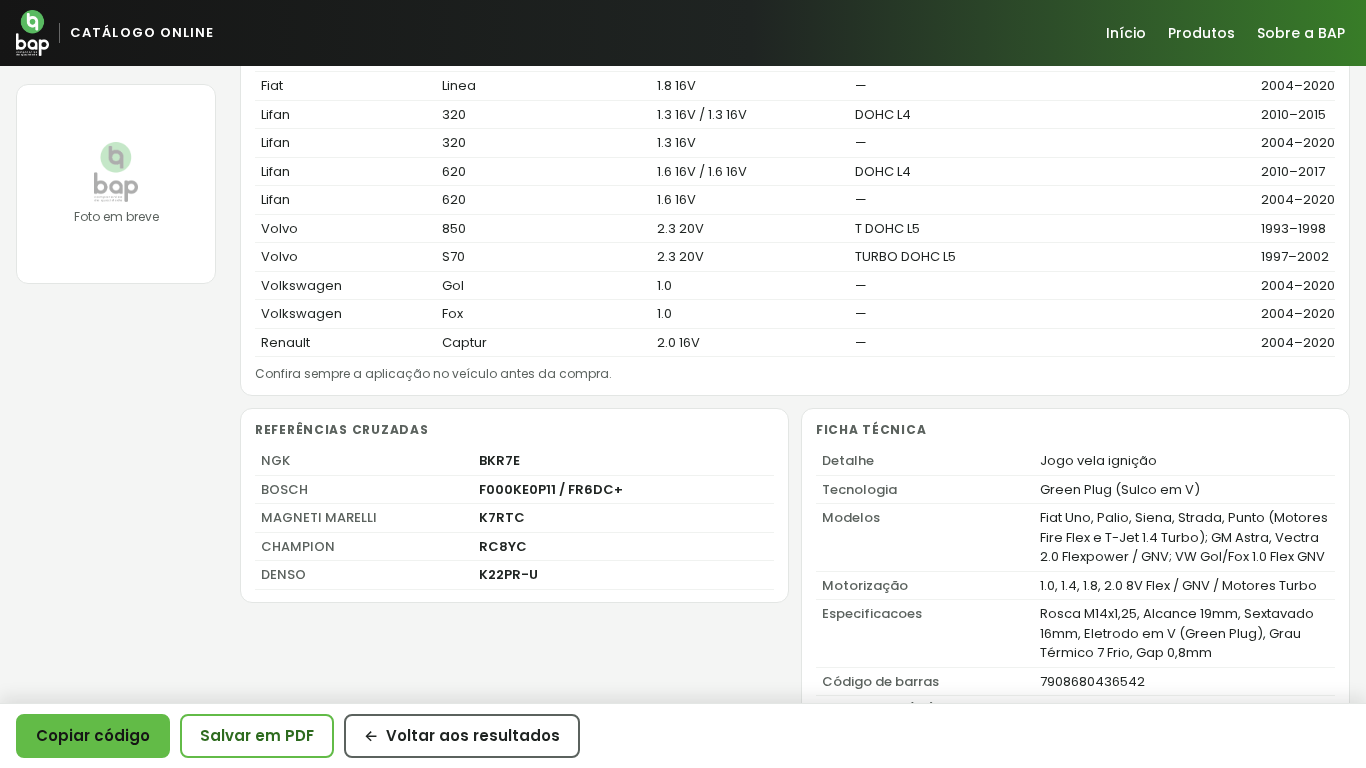 bap
CATÁLOGO ONLINE
Início Produtos Sobre a BAP
bap
Foto em breve
Fiat Linea 1.8 16V — 2004–2020
Lifan 320 1.3 16V / 1.3 16V DOHC L4 2010–2015
Lifan 320 1.3 16V — 2004–2020
Lifan 620 1.6 16V / 1.6 16V DOHC L4 2010–2017
Lifan 620 1.6 16V — 2004–2020
Volvo 850 2.3 20V T DOHC L5 1993–1998
Volvo S70 2.3 20V TURBO DOHC L5 1997–2002
Volkswagen Gol 1.0 — 2004–2020
Volkswagen Fox 1.0 — 2004–2020
Renault Captur 2.0 16V — 2004–2020
Confira sempre a aplicação no veículo antes da compra.
REFERÊNCIAS CRUZADAS
NGK BKR7E
BOSCH F000KE0P11 / FR6DC+
MAGNETI MARELLI K7RTC
CHAMPION RC8YC
DENSO K22PR-U
FICHA TÉCNICA
Detalhe Jogo vela ignição
Tecnologia Green Plug (Sulco em V)
Modelos Fiat Uno, Palio, Siena, Strada, Punto (Motores
Fire Flex e T-Jet 1.4 Turbo); GM Astra, Vectra
2.0 Flexpower / GNV; VW Gol/Fox 1.0 Flex GNV
Motorização 1.0, 1.4, 1.8, 2.0 8V Flex / GNV / Motores Turbo
Especificacoes Rosca M14x1,25, Alcance 19mm, Sextavado
16mm, Eletrodo em V (Green Plug), Grau
Térmico 7 Frio, Gap 0,8mm
Código de barras 7908680436542
Copiar código Salvar em PDF ← Voltar aos resultados